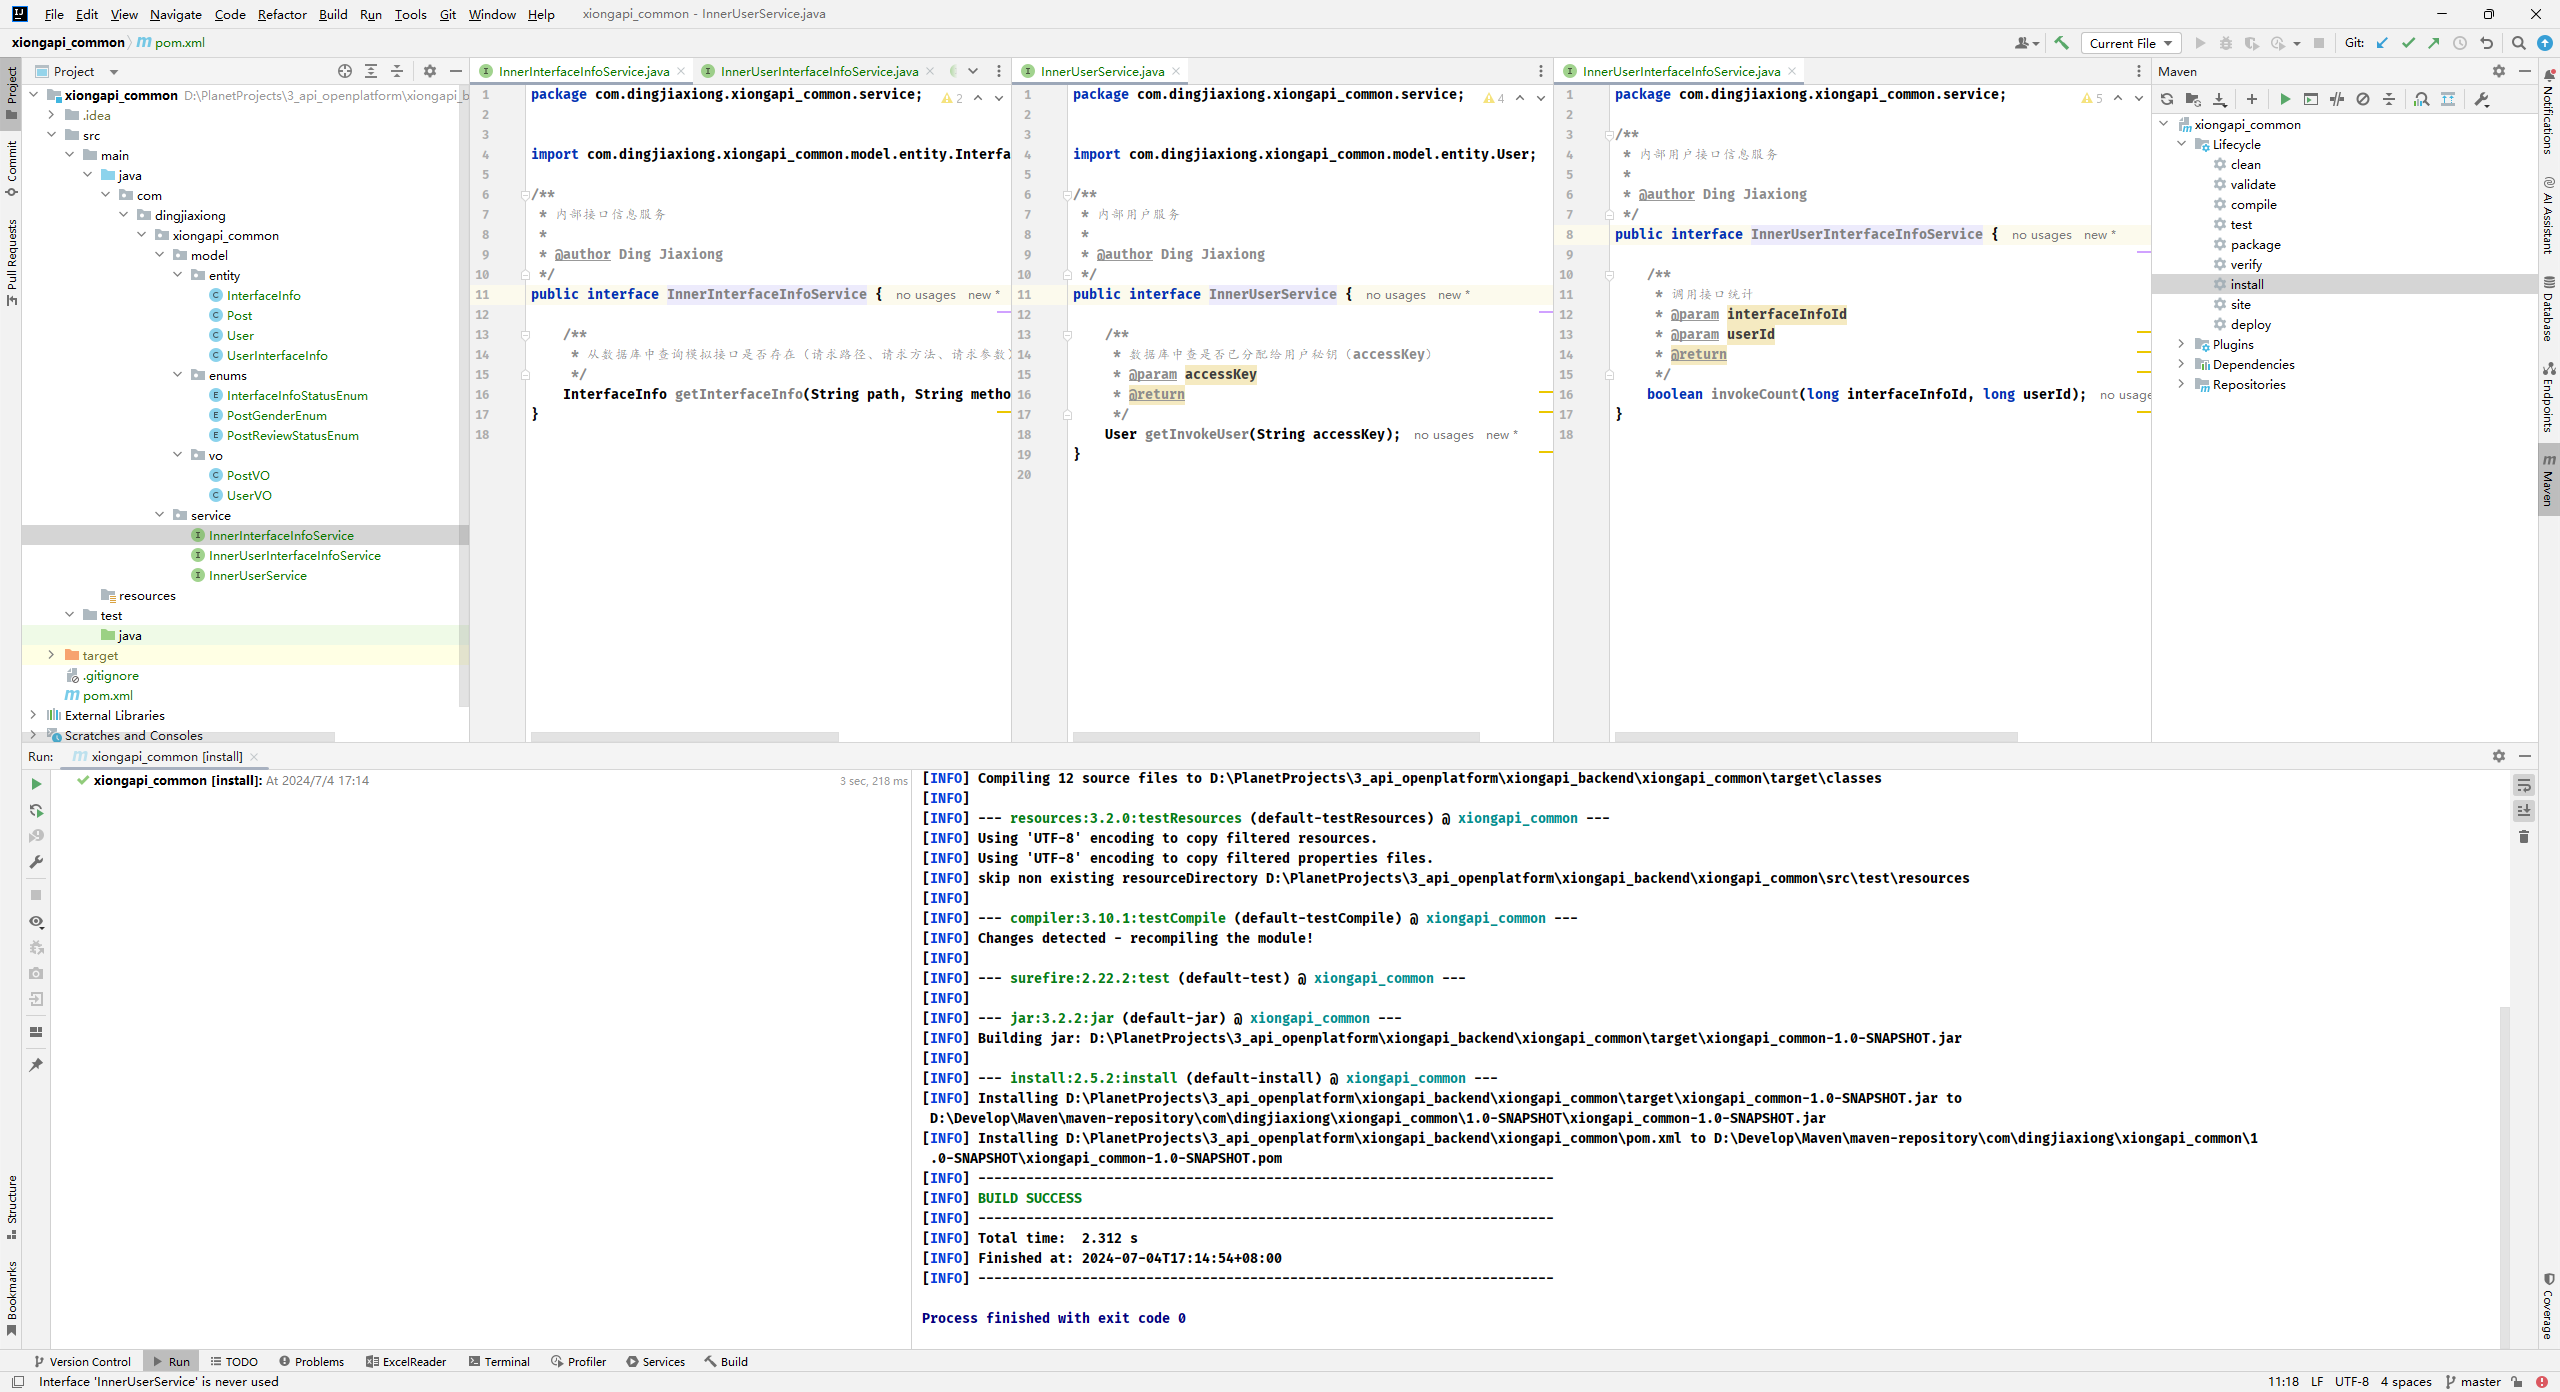 File Edit View Navigate Code Refactor Build Run Tools Git Window Help xiongapi_common - InnerUserService.java
xiongapi_common pom.xml
Current File Git:
Project
xiongapi_common D:\PlanetProjects\3_api_openplatform\xiongapi_b
.idea
src
main
java
com
dingjiaxiong
xiongapi_common
model
entity
InterfaceInfo
Post
User
UserInterfaceInfo
enums
InterfaceInfoStatusEnum
PostGenderEnum
PostReviewStatusEnum
vo
PostVO
UserVO
service
InnerInterfaceInfoService
InnerUserInterfaceInfoService
InnerUserService
resources
test
java
target
.gitignore
pom.xml
External Libraries
Scratches and Consoles
Project
Commit
Pull Requests
Structure
Bookmarks
InnerInterfaceInfoService.java InnerUserInterfaceInfoService.java
1 package com.dingjiaxiong.xiongapi_common.service; 2
2
3
4 import com.dingjiaxiong.xiongapi_common.model.entity.Interfa
5
6 /**
7 * 内部接口信息服务
8 *
9 * @author Ding Jiaxiong
10 */
11 public interface InnerInterfaceInfoService { no usages new *
12
13 /**
14 * 从数据库中查询模拟接口是否存在（请求路径、请求方法、请求参数）
15 */
16 InterfaceInfo getInterfaceInfo(String path, String metho
17 }
18
InnerUserService.java
1 package com.dingjiaxiong.xiongapi_common.service; 4
2
3
4 import com.dingjiaxiong.xiongapi_common.model.entity.User;
5
6 /**
7 * 内部用户服务
8 *
9 * @author Ding Jiaxiong
10 */
11 public interface InnerUserService { no usages new *
12
13 /**
14 * 数据库中查是否已分配给用户秘钥（accessKey）
15 * @param accessKey
16 * @return
17 */
18 User getInvokeUser(String accessKey); no usages new *
19 }
20
InnerUserInterfaceInfoService.java
1 package com.dingjiaxiong.xiongapi_common.service; 5
2
3 /**
4 * 内部用户接口信息服务
5 *
6 * @author Ding Jiaxiong
7 */
8 public interface InnerUserInterfaceInfoService { no usages new *
9
10 /**
11 * 调用接口统计
12 * @param interfaceInfoId
13 * @param userId
14 * @return
15 */
16 boolean invokeCount(long interfaceInfoId, long userId); no usage
17 }
18
Maven
xiongapi_common
Lifecycle
clean
validate
compile
test
package
verify
install
site
deploy
Plugins
Dependencies
Repositories
Notifications
AI Assistant
Database
Endpoints
Maven
Coverage
Run: xiongapi_common [install]
xiongapi_common [install]: At 2024/7/4 17:14 3 sec, 218 ms
[INFO] Compiling 12 source files to D:\PlanetProjects\3_api_openplatform\xiongapi_backend\xiongapi_common\target\classes
[INFO]
[INFO] --- resources:3.2.0:testResources (default-testResources) @ xiongapi_common ---
[INFO] Using 'UTF-8' encoding to copy filtered resources.
[INFO] Using 'UTF-8' encoding to copy filtered properties files.
[INFO] skip non existing resourceDirectory D:\PlanetProjects\3_api_openplatform\xiongapi_backend\xiongapi_common\src\test\resources
[INFO]
[INFO] --- compiler:3.10.1:testCompile (default-testCompile) @ xiongapi_common ---
[INFO] Changes detected - recompiling the module!
[INFO]
[INFO] --- surefire:2.22.2:test (default-test) @ xiongapi_common ---
[INFO]
[INFO] --- jar:3.2.2:jar (default-jar) @ xiongapi_common ---
[INFO] Building jar: D:\PlanetProjects\3_api_openplatform\xiongapi_backend\xiongapi_common\target\xiongapi_common-1.0-SNAPSHOT.jar
[INFO]
[INFO] --- install:2.5.2:install (default-install) @ xiongapi_common ---
[INFO] Installing D:\PlanetProjects\3_api_openplatform\xiongapi_backend\xiongapi_common\target\xiongapi_common-1.0-SNAPSHOT.jar to
D:\Develop\Maven\maven-repository\com\dingjiaxiong\xiongapi_common\1.0-SNAPSHOT\xiongapi_common-1.0-SNAPSHOT.jar
[INFO] Installing D:\PlanetProjects\3_api_openplatform\xiongapi_backend\xiongapi_common\pom.xml to D:\Develop\Maven\maven-repository\com\dingjiaxiong\xiongapi_common\1
.0-SNAPSHOT\xiongapi_common-1.0-SNAPSHOT.pom
[INFO] ------------------------------------------------------------------------
[INFO] BUILD SUCCESS
[INFO] ------------------------------------------------------------------------
[INFO] Total time:  2.312 s
[INFO] Finished at: 2024-07-04T17:14:54+08:00
[INFO] ------------------------------------------------------------------------
Process finished with exit code 0
Version Control Run TODO Problems ExcelReader Terminal Profiler Services Build
Interface 'InnerUserService' is never used 11:18 LF UTF-8 4 spaces master